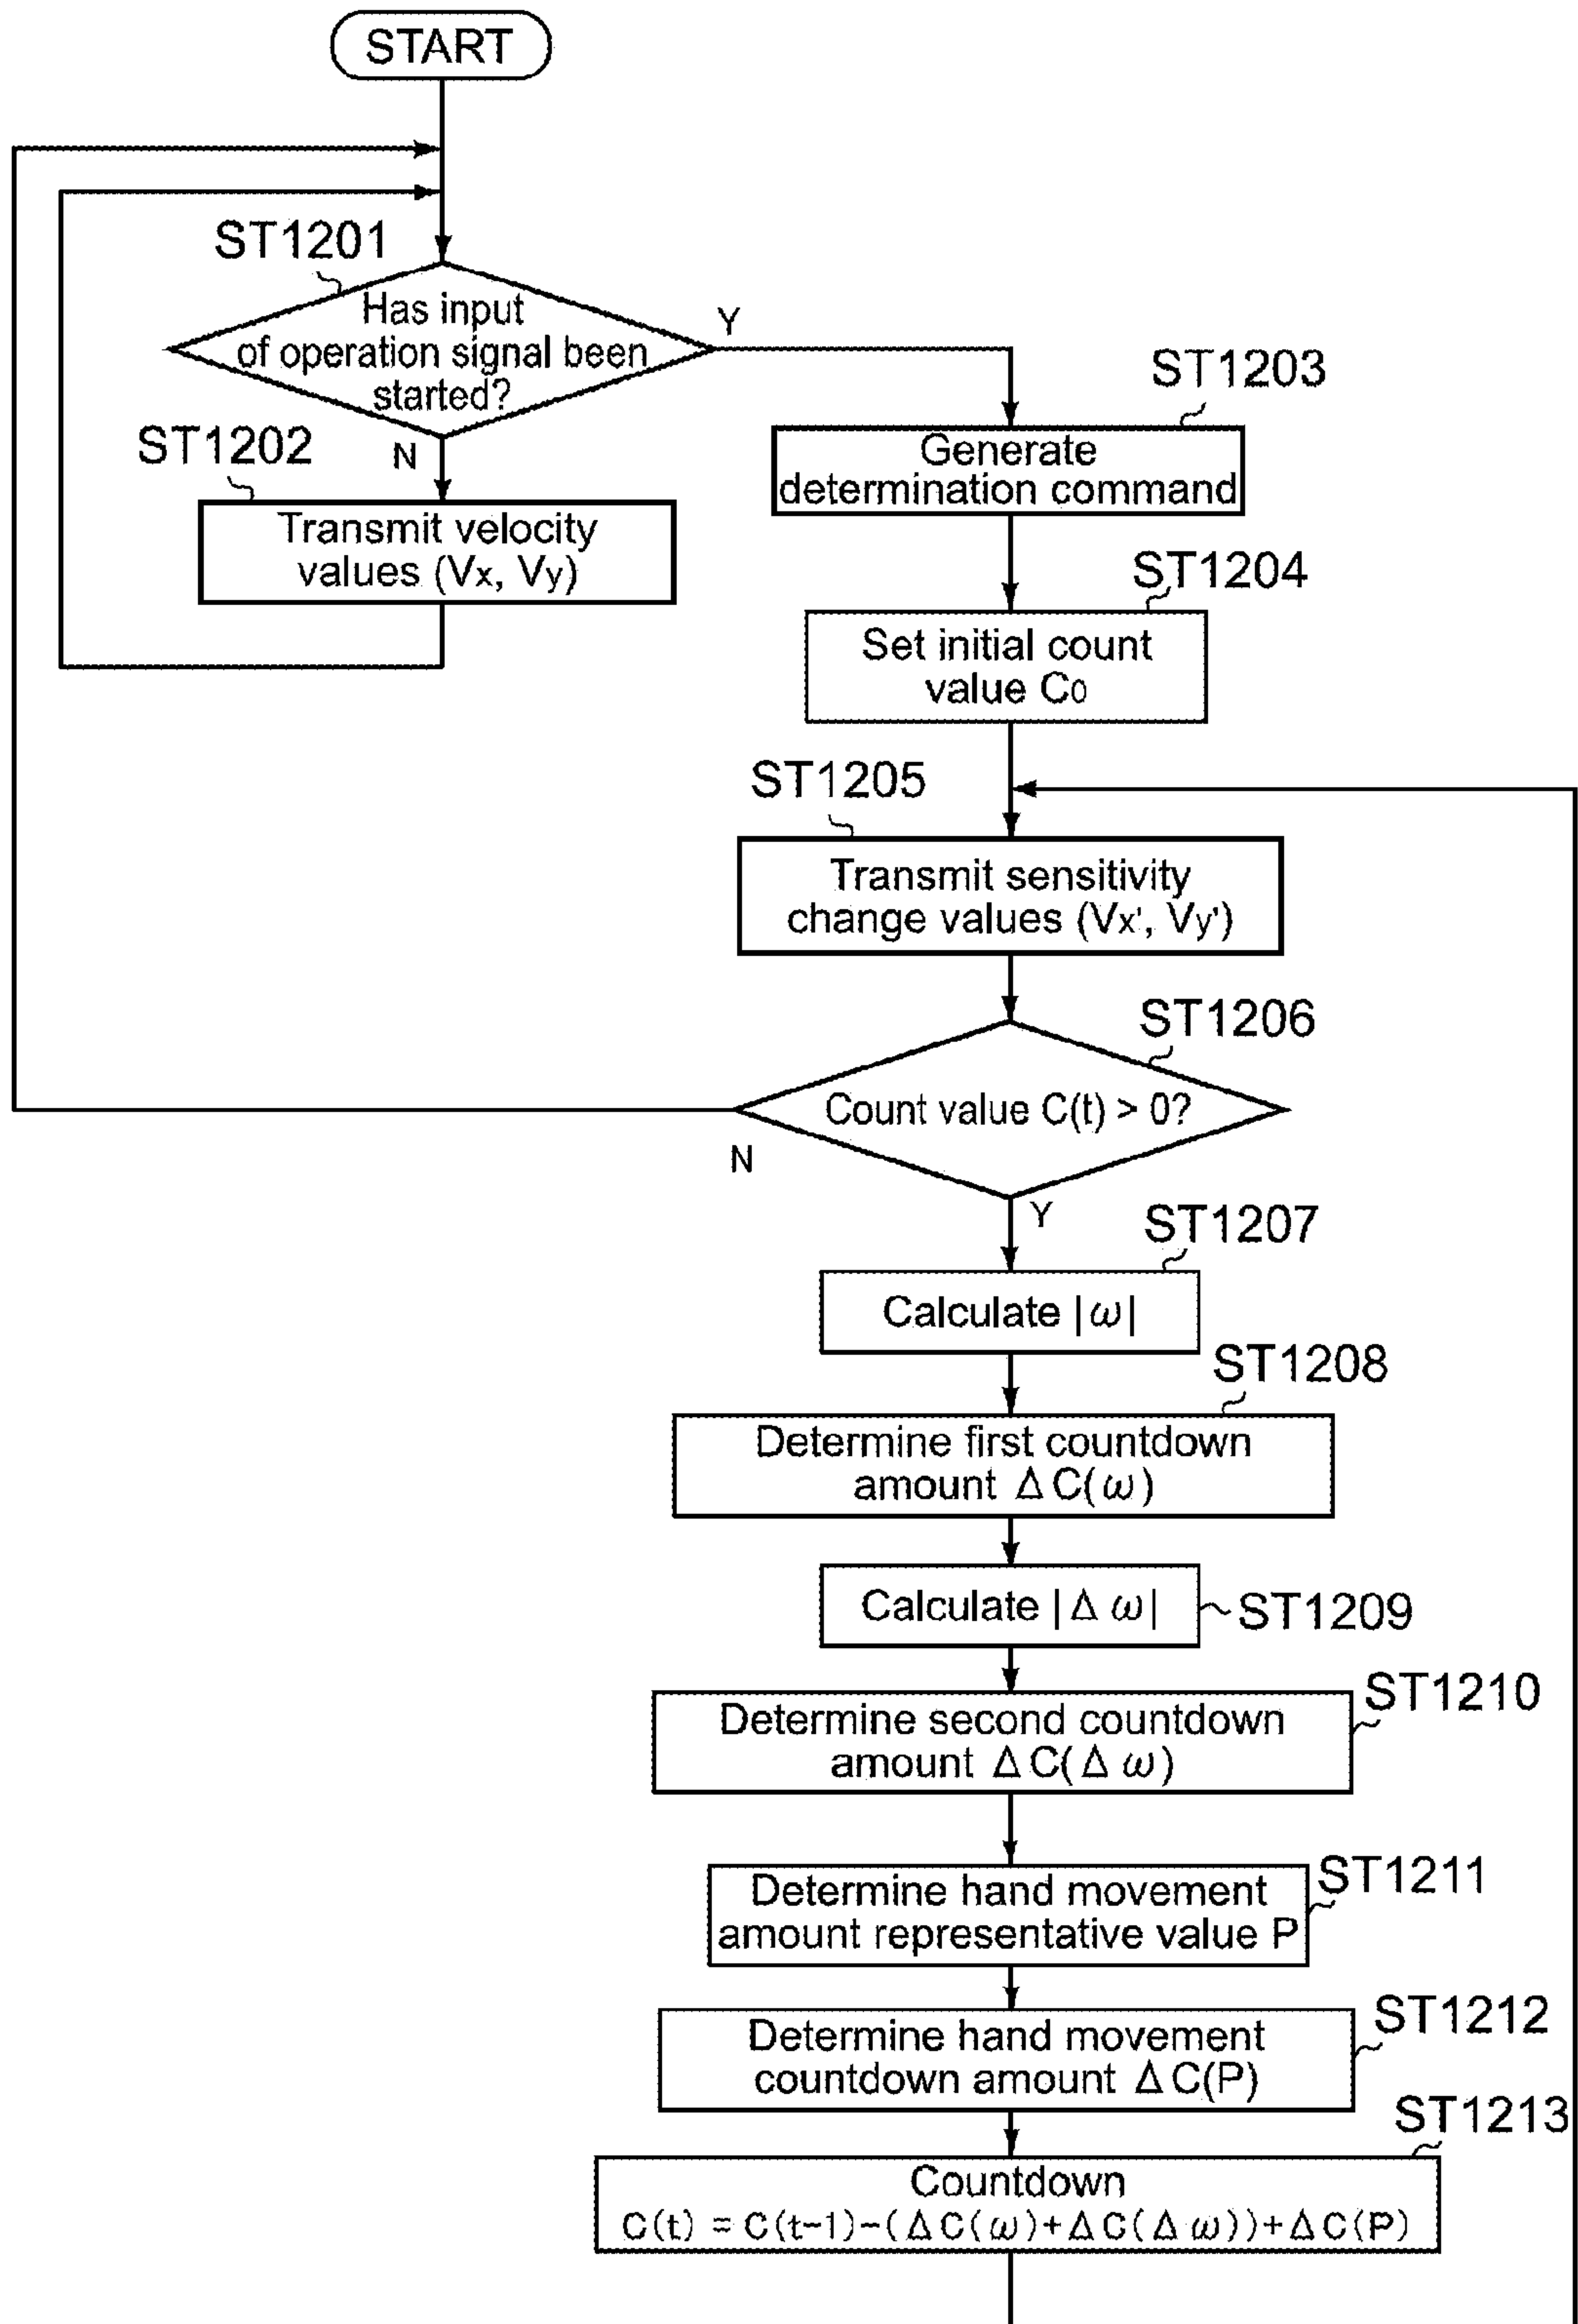 START
ST1201
Has input
of operation signal been
started?
Y
N
ST1202
Transmit velocity
values (Vx, Vy)
ST1203
Generate
determination command
ST1204
Set initial count
value C0
ST1205
Transmit sensitivity
change values (Vx', Vy')
ST1206
Count value C(t) > 0?
N
Y
ST1207
Calculate |ω|
ST1208
Determine first countdown
amount ΔC(ω)
Calculate |Δω|
ST1209
ST1210
Determine second countdown
amount ΔC(Δω)
ST1211
Determine hand movement
amount representative value P
ST1212
Determine hand movement
countdown amount ΔC(P)
ST1213
Countdown
C(t) = C(t-1)-(ΔC(ω)+ΔC(Δω))+ΔC(P)